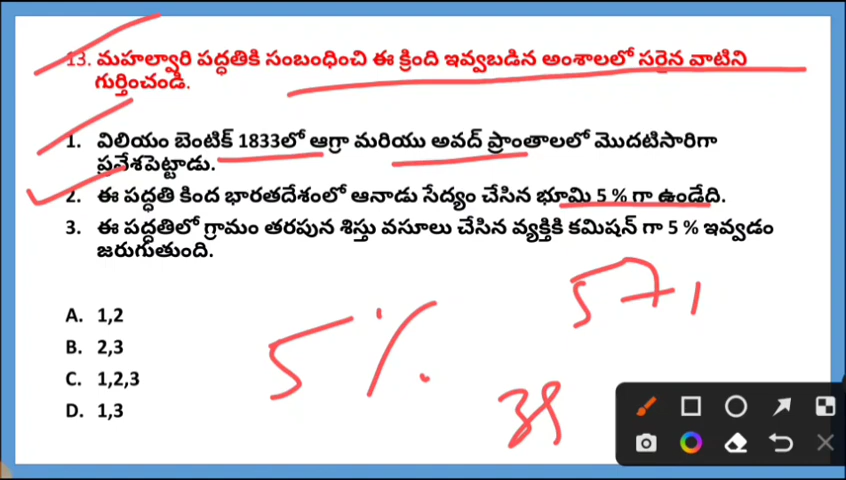 13. మహల్వారి పద్ధతికి సంబంధించి ఈ క్రింది ఇవ్వబడిన అంశాలలో సరైన వాటిని
గుర్తించండి.
1. విలియం బెంటిక్ 1833లో ఆగ్రా మరియు అవద్ ప్రాంతాలలో మొదటిసారిగా
ప్రవేశపెట్టాడు.
2. ఈ పద్ధతి కింద భారతదేశంలో ఆనాడు సేద్యం చేసిన భూమి 5 % గా ఉండేది.
3. ఈ పద్ధతిలో గ్రామం తరపున శిస్తు వసూలు చేసిన వ్యక్తికి కమిషన్ గా 5 % ఇవ్వడం
జరుగుతుంది.
A. 1,2
B. 2,3
C. 1,2,3
D. 1,3
5 %